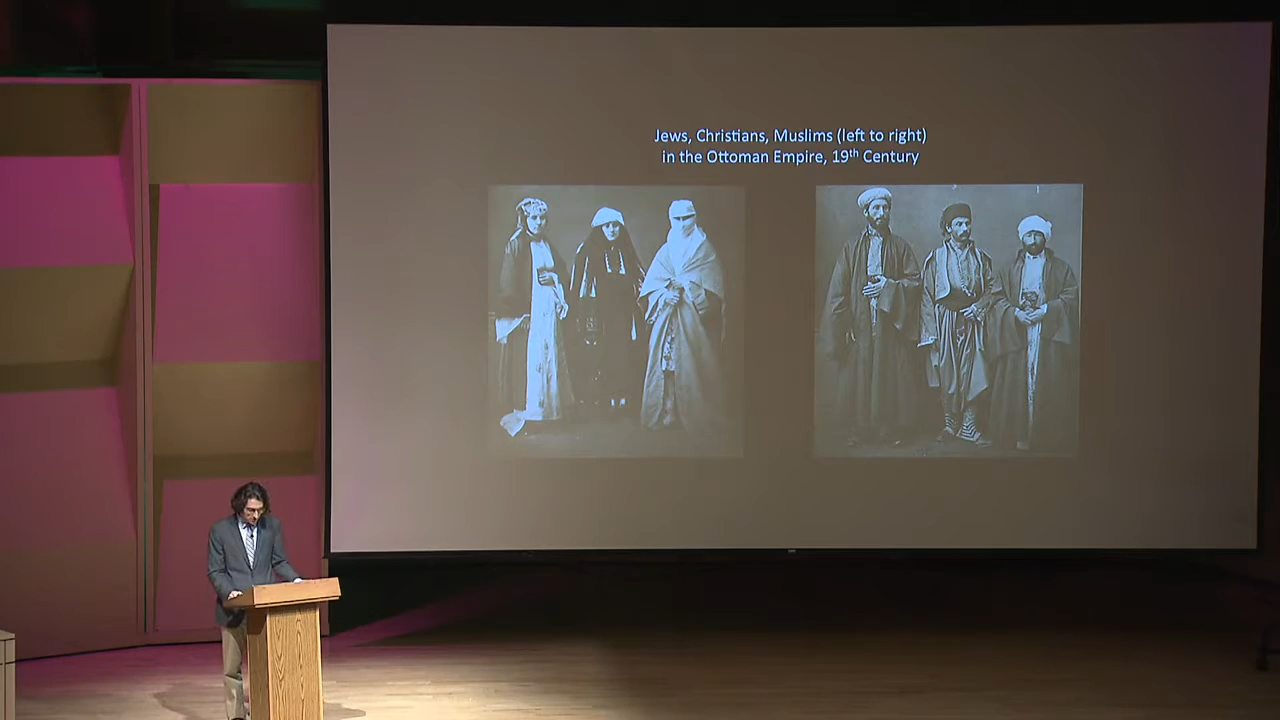 Jews, Christians, Muslims (left to right)
in the Ottoman Empire, 19th Century